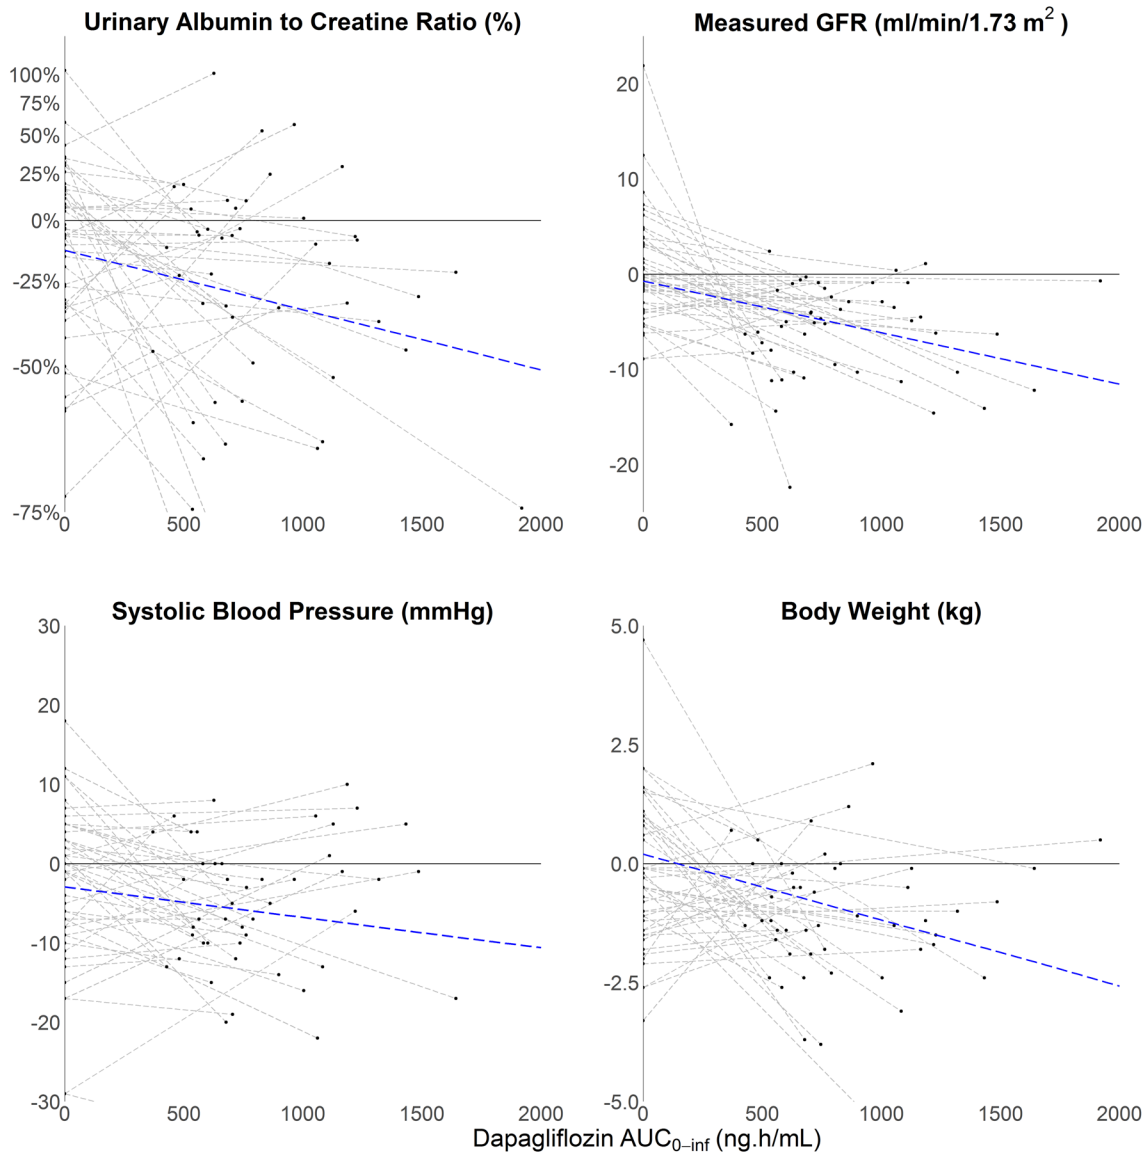 Urinary Albumin to Creatine Ratio (%)
100%
75%
50%
25%
0%
-25%
-50%
-75%
0 500 1000 1500 2000
Measured GFR (ml/min/1.73 m² )
20
10
0
-10
-20
0 500 1000 1500 2000
Systolic Blood Pressure (mmHg)
30
20
10
0
-10
-20
-30
0 500 1000 1500 2000
Body Weight (kg)
5.0
2.5
0.0
-2.5
-5.0
0 500 1000 1500 2000
Dapagliflozin AUC0–inf (ng.h/mL)